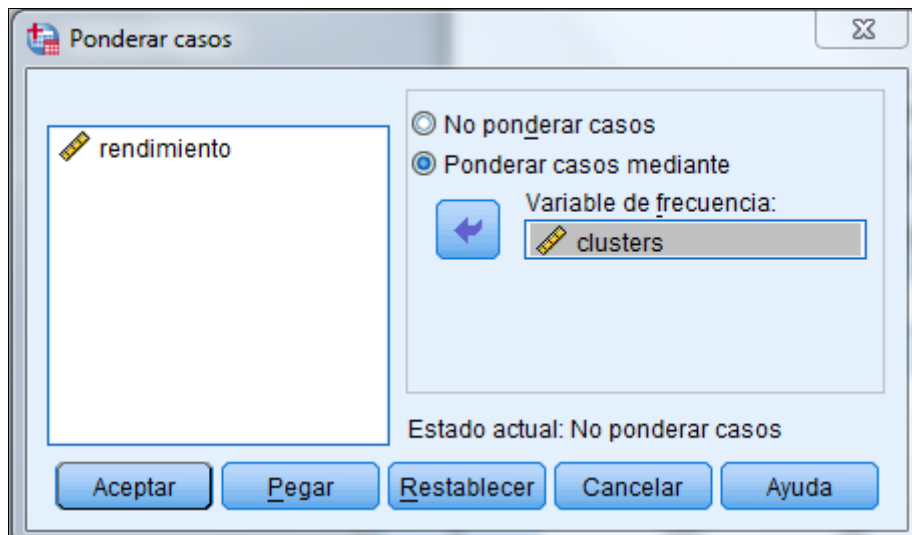 Ponderar casos
rendimiento
No ponderar casos
Ponderar casos mediante
Variable de frecuencia:
clusters
Estado actual: No ponderar casos
Aceptar
Pegar
Restablecer
Cancelar
Ayuda